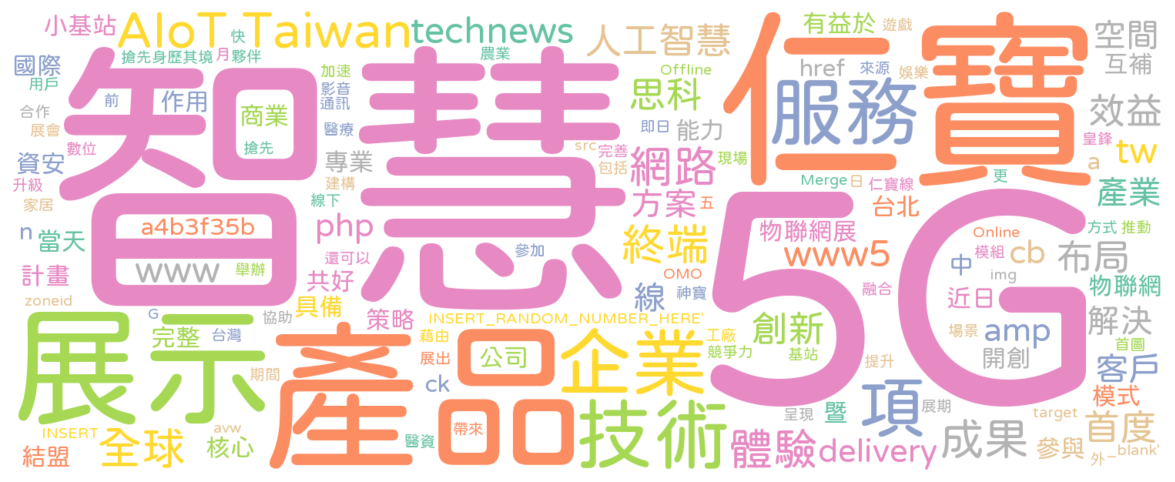 小基站
AIoT
Taiwan
technews
快
搶先身歷其境
月
夥伴
農業
人工智慧
有益於
遊戲
空間
互補
國際
用戶
智慧
仁寶
服務
加速
影音
通訊
Offline
思科
href
來源
娛樂
合作
展會
前
作用
商業
搶先
醫療
即日
能力
效益
數位
資安
專業
src
完善
包括
網路
現場
皇鋒
a
tw
升級
家居
建構
線下
方案
五
Merge
日
仁寶線
更
產業
台北
n
當天
a4b3f35b
php
還可以
參加
終端
物聯網展
5G
Online
方式
推動
計畫
www
舉辦
共好
OMO
www5
模組
cb
中
布局
img
物聯網
zoneid
具備
線
神寶
融合
近日
G
協助
策略
INSERT_RANDOM_NUMBER_HERE'
創新
場景
amp
解決
展示
完整
台灣
藉由
工廠
競爭力
基站
首圖
產品
展出
公司
企業
提升
開創
客戶
期間
ck
模式
呈現
暨
項
展期
target
首度
INSERT
avw
全球
核心
醫資
帶來
技術
體驗
delivery
成果
參與
外
_blank'
結盟